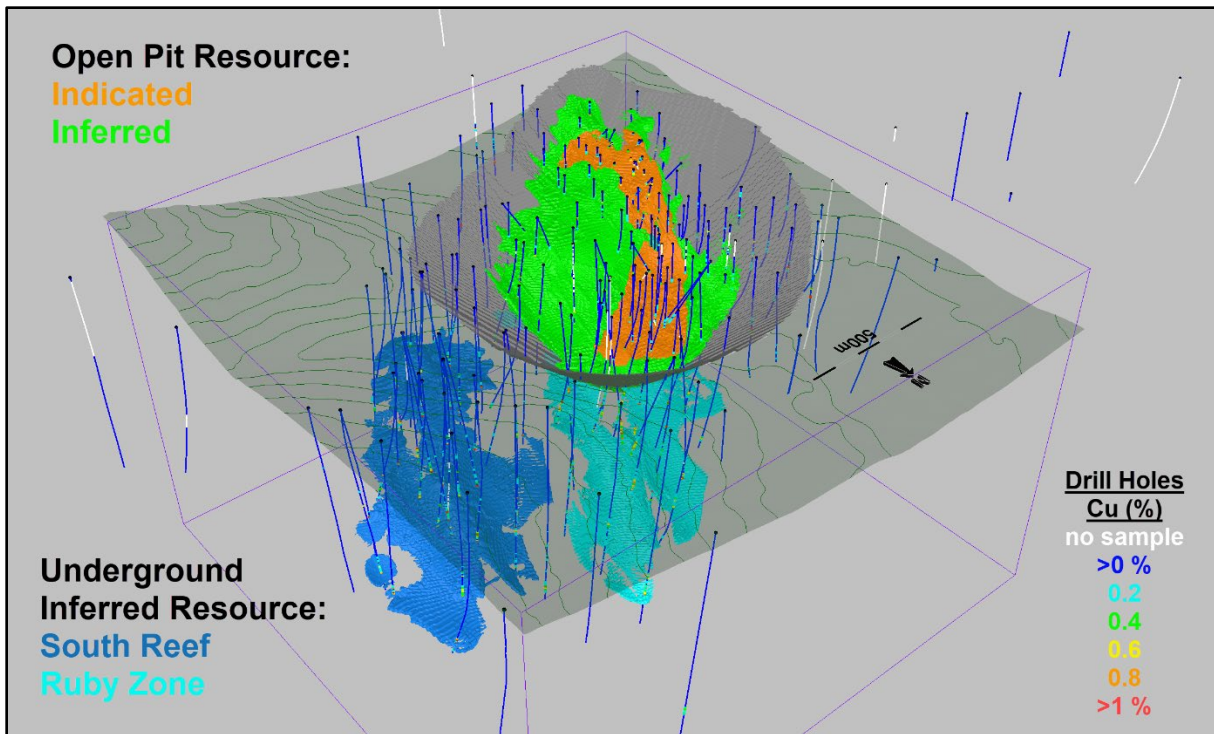 Open Pit Resource:
Indicated
Inferred
500m
N
Underground
Inferred Resource:
South Reef
Ruby Zone
Drill Holes
Cu (%)
no sample
>0 %
0.2
0.4
0.6
0.8
>1 %